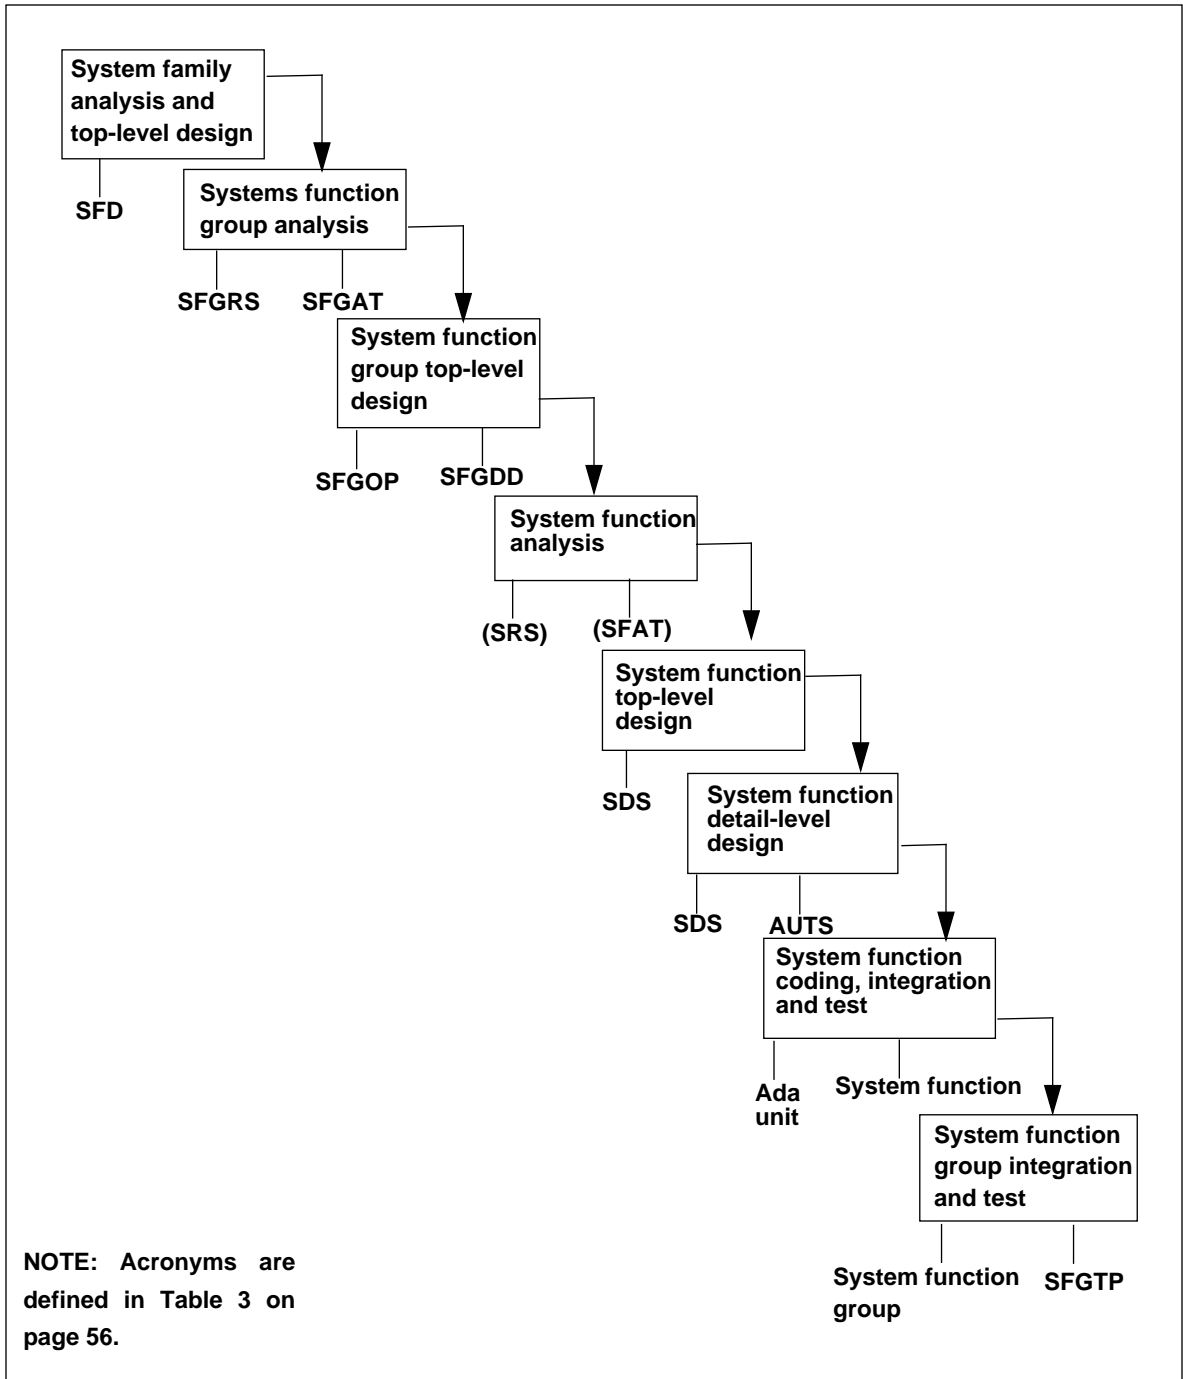 System family
analysis and
top-level design
SFD
Systems function
group analysis
SFGRS
SFGAT
System function
group top-level
design
SFGOP
SFGDD
System function
analysis
(SRS)
(SFAT)
System function
top-level
design
SDS
System function
detail-level
design
SDS
AUTS
System function
coding, integration
and test
Ada
unit
System function
System function
group integration
and test
System function
group
SFGTP
NOTE: Acronyms are
defined in Table 3 on
page 56.